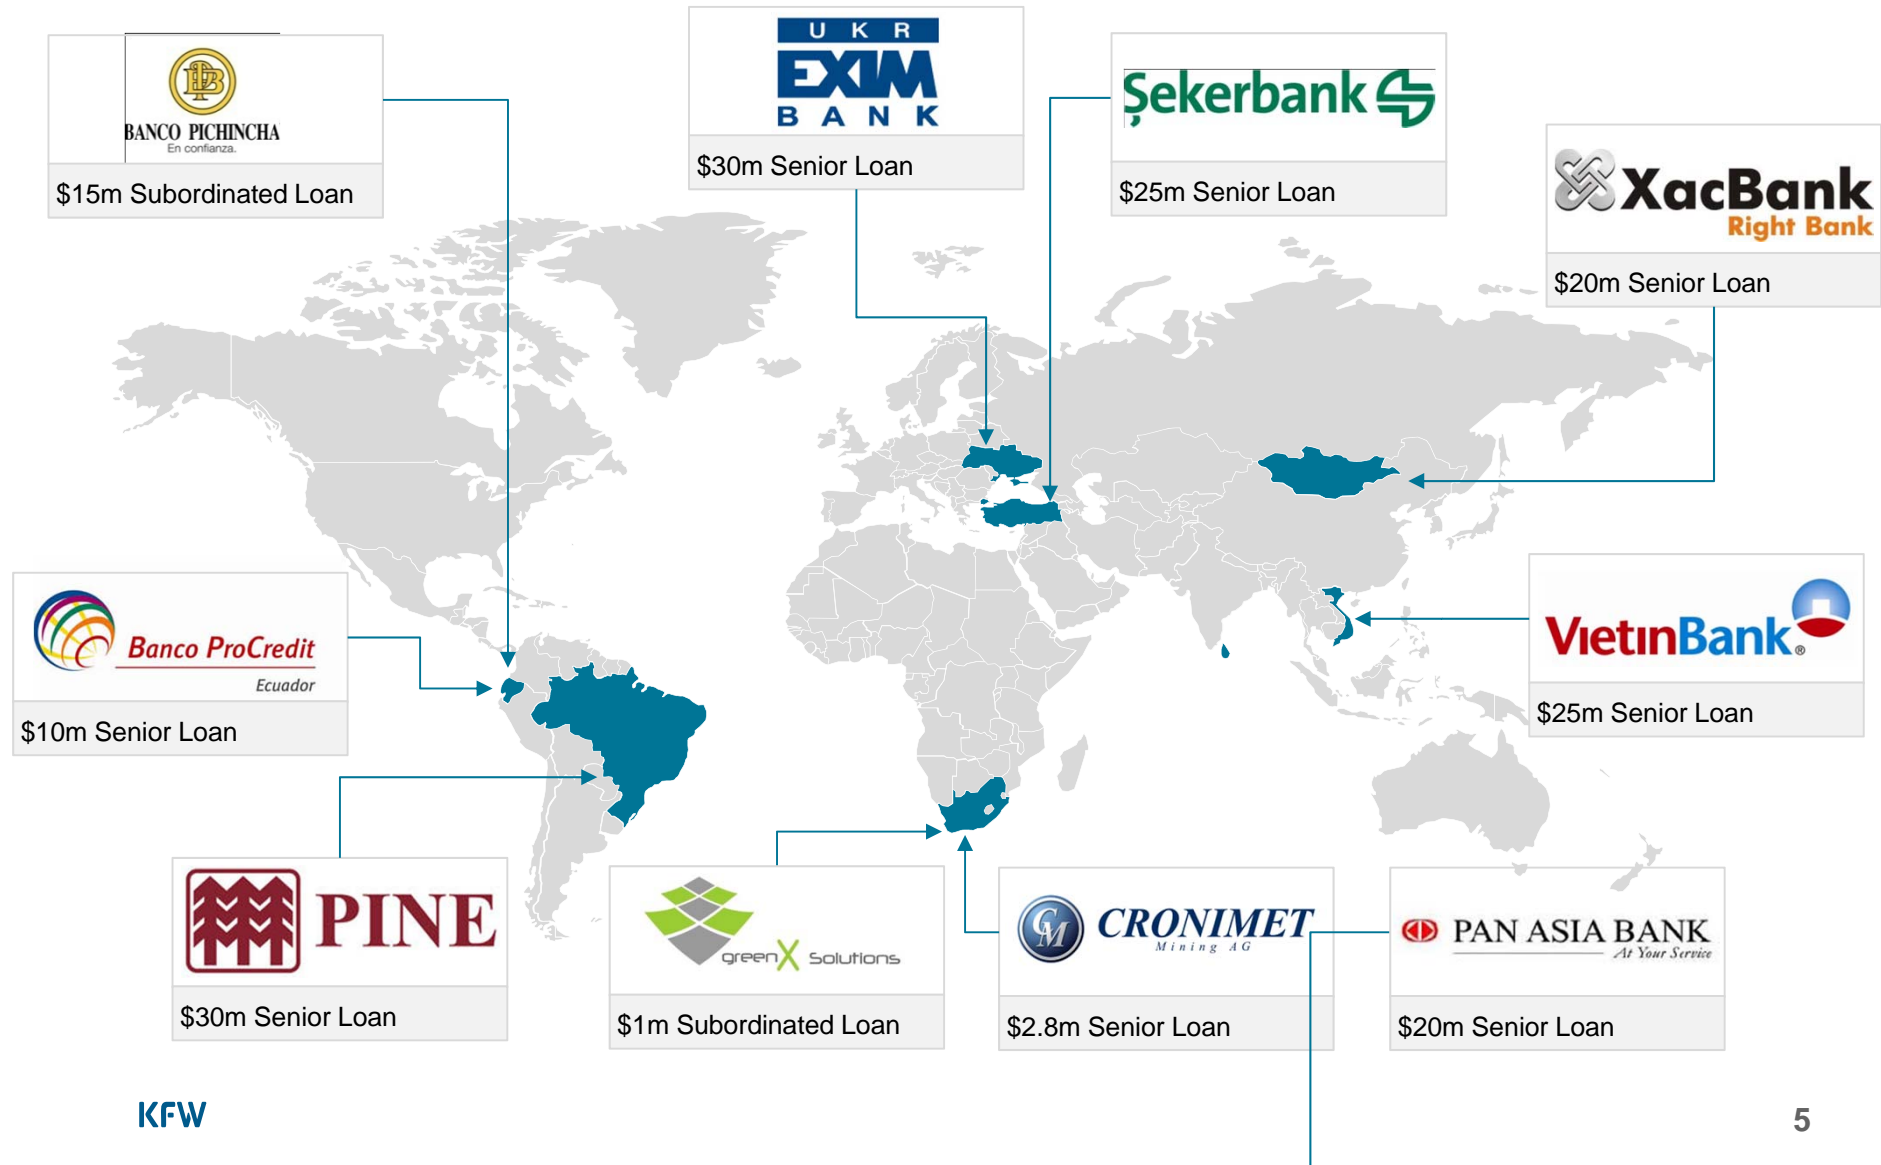 BANCO PICHINCHA
En confianza.
$15m Subordinated Loan
UKR
EXIM
BANK
$30m Senior Loan
Şekerbank
$25m Senior Loan
XacBank
Right Bank
$20m Senior Loan
Banco ProCredit
Ecuador
$10m Senior Loan
VietinBank®
$25m Senior Loan
PINE
$30m Senior Loan
greenX Solutions
$1m Subordinated Loan
CM
CRONIMET
Mining AG
$2.8m Senior Loan
PAN ASIA BANK
At Your Service
$20m Senior Loan
KFW
5